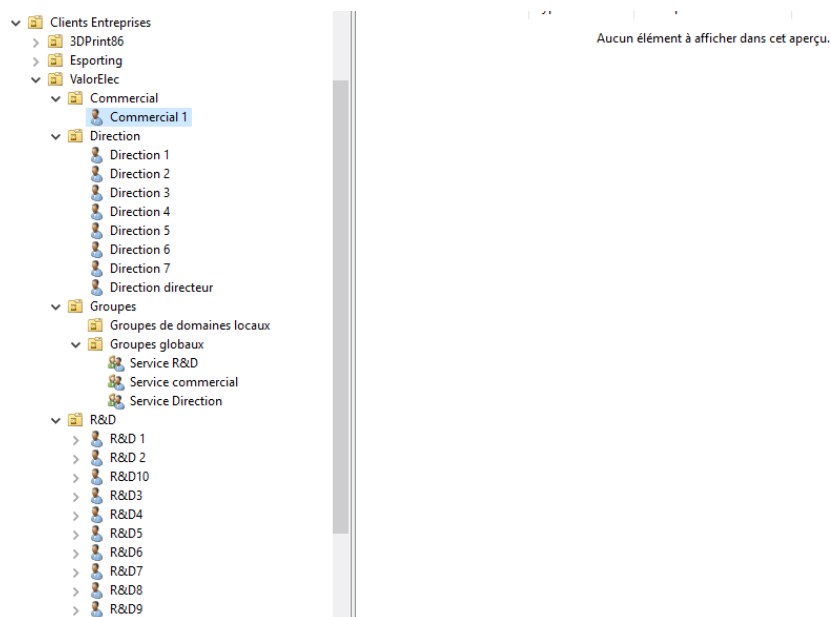 Clients Entreprises
3DPrint86
Esporting
ValorElec
Commercial
Commercial 1
Direction
Direction 1
Direction 2
Direction 3
Direction 4
Direction 5
Direction 6
Direction 7
Direction directeur
Groupes
Groupes de domaines locaux
Groupes globaux
Service R&D
Service commercial
Service Direction
R&D
R&D 1
R&D 2
R&D10
R&D3
R&D4
R&D5
R&D6
R&D7
R&D8
R&D9
Aucun élément à afficher dans cet aperçu.